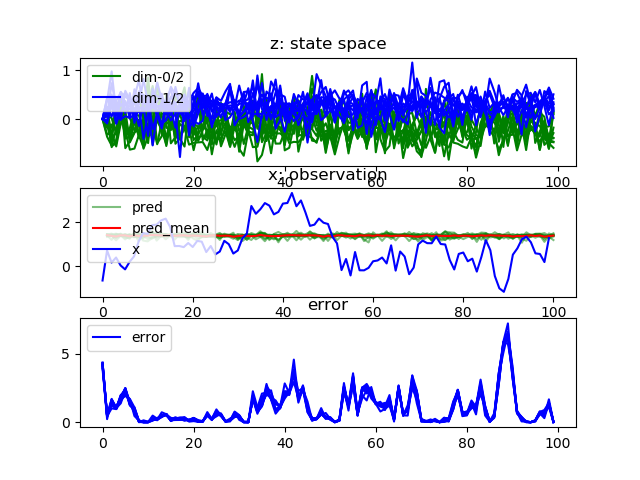 z: state space
1
0
dim-0/2
dim-1/2
0 20 40 60 80 100
x: observation
2
0
pred
pred_mean
x
0 20 40 60 80 100
error
5
0
error
0 20 40 60 80 100